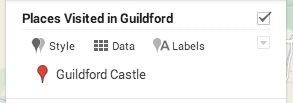 Places Visited in Guildford
Style Data A Labels
Guildford Castle